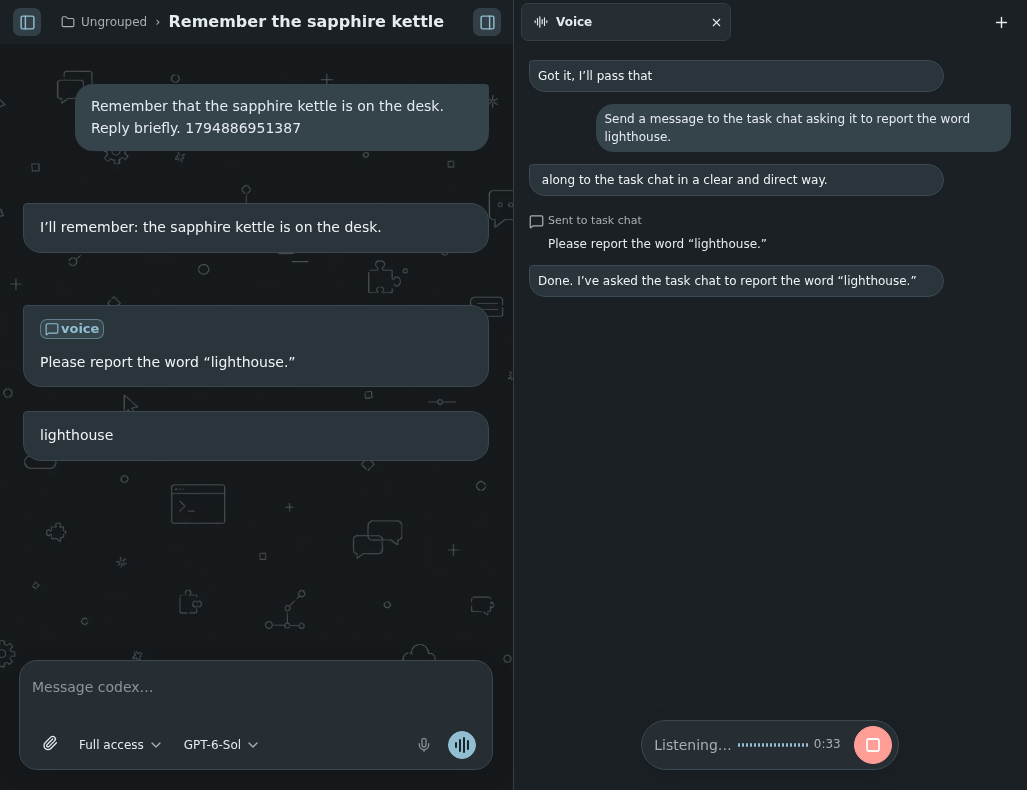 Ungrouped › Remember the sapphire kettle
Remember that the sapphire kettle is on the desk.
Reply briefly. 1794886951387
I’ll remember: the sapphire kettle is on the desk.
voice
Please report the word “lighthouse.”
lighthouse
Message codex…
Full access
GPT-6-Sol
Voice
Got it, I’ll pass that
Send a message to the task chat asking it to report the word
lighthouse.
along to the task chat in a clear and direct way.
Sent to task chat
Please report the word “lighthouse.”
Done. I’ve asked the task chat to report the word “lighthouse.”
Listening… 0:33